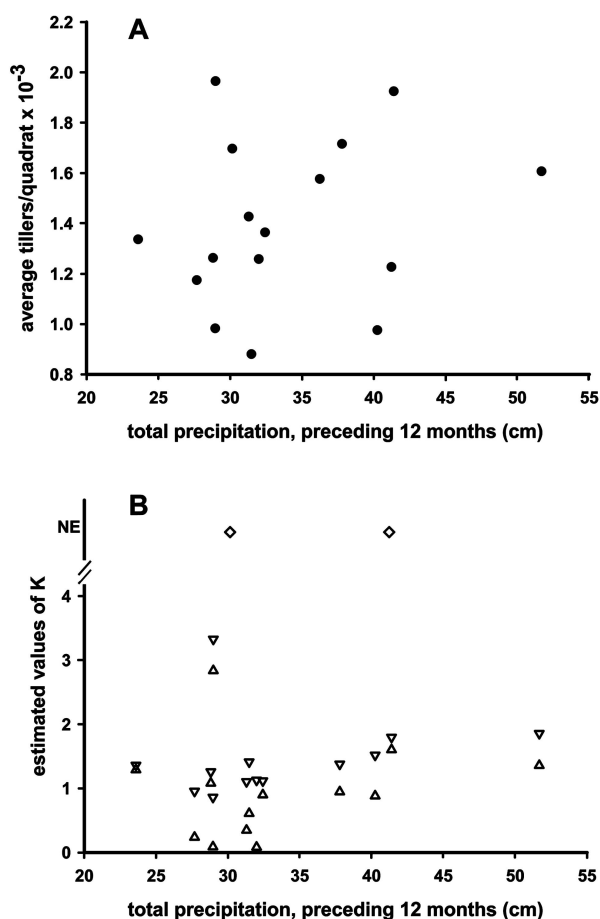 A
average tillers/quadrat x 10-3
2.2
2.0
1.8
1.6
1.4
1.2
1.0
0.8
20 25 30 35 40 45 50 55
total precipitation, preceding 12 months (cm)
B
estimated values of K
NE
4
3
2
1
0
20 25 30 35 40 45 50 55
total precipitation, preceding 12 months (cm)